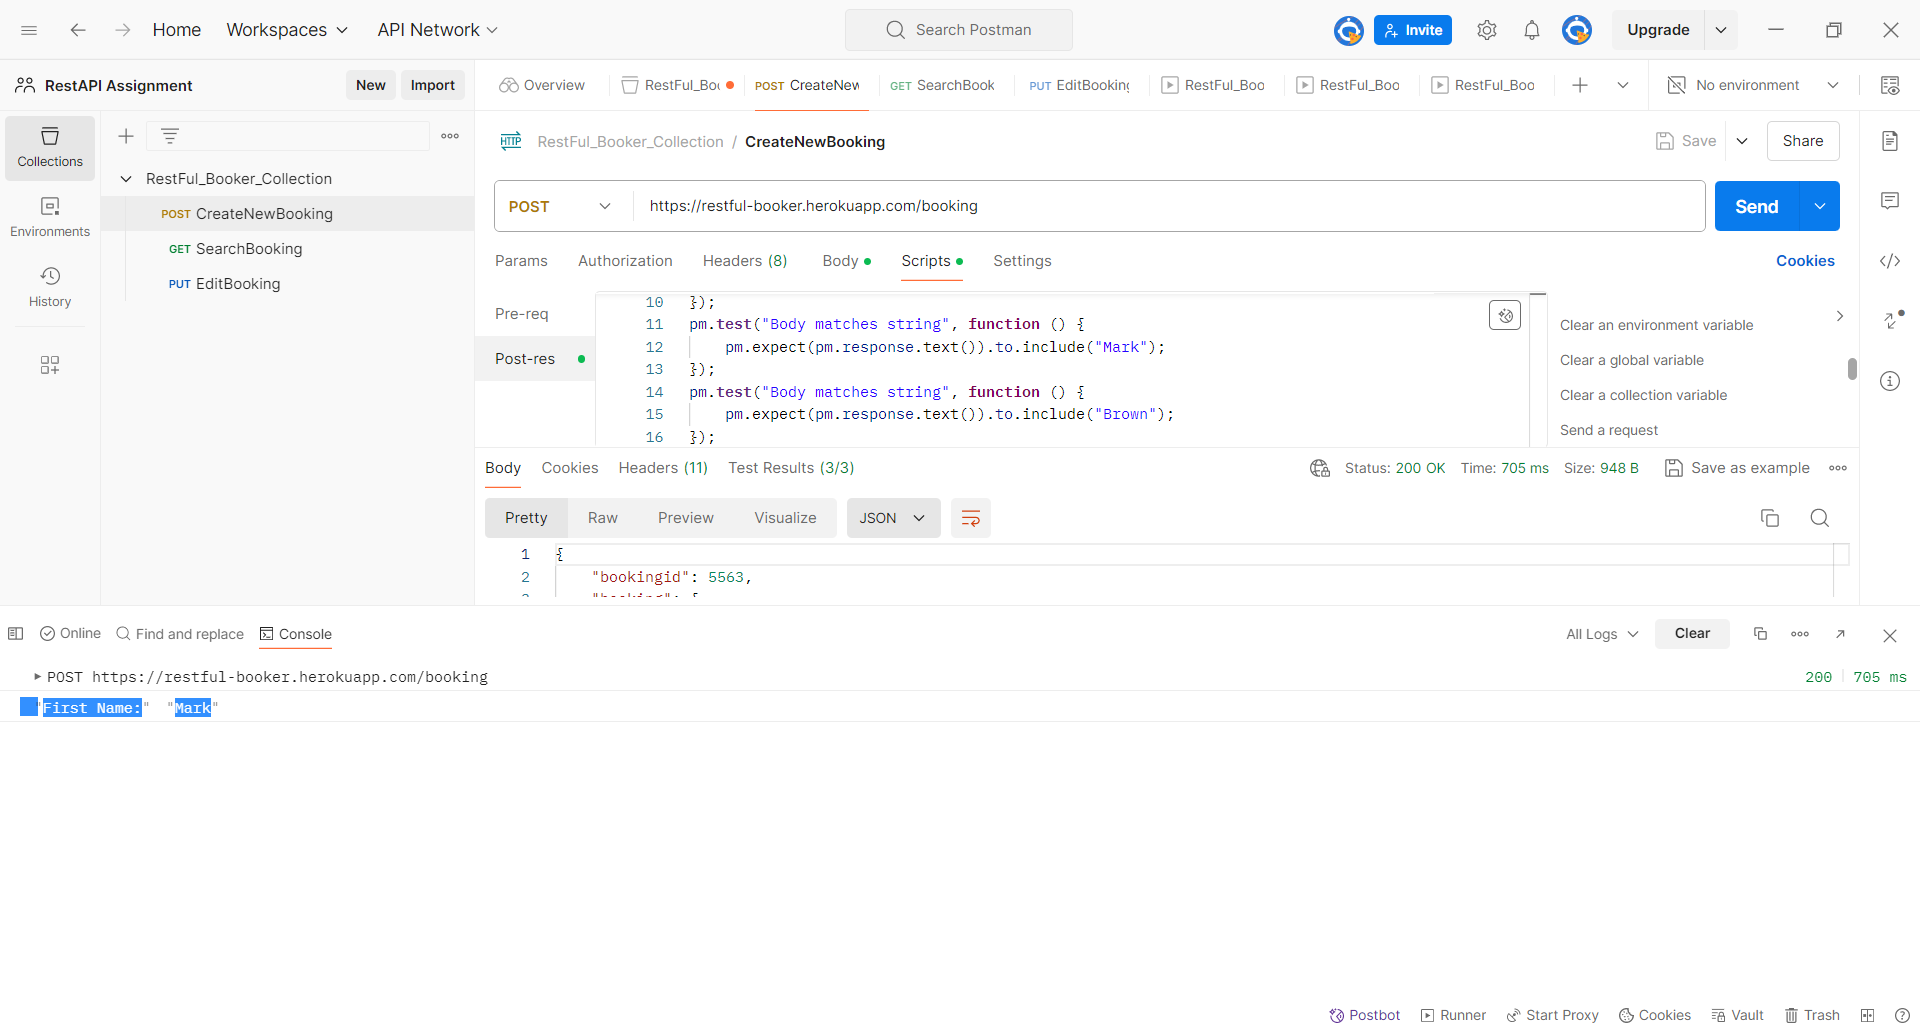 Home Workspaces API Network Search Postman Invite Upgrade
RestAPI Assignment New Import Overview RestFul_Boo POST CreateNew GET SearchBook PUT EditBooking RestFul_Boo RestFul_Boo RestFul_Boo No environment
Collections
Environments
History
RestFul_Booker_Collection
POST CreateNewBooking
GET SearchBooking
PUT EditBooking
HTTP RestFul_Booker_Collection / CreateNewBooking Save Share
POST https://restful-booker.herokuapp.com/booking Send
Params Authorization Headers (8) Body Scripts Settings Cookies
Pre-req
Post-res
10 });
11 pm.test("Body matches string", function () {
12 pm.expect(pm.response.text()).to.include("Mark");
13 });
14 pm.test("Body matches string", function () {
15 pm.expect(pm.response.text()).to.include("Brown");
16 });
Clear an environment variable
Clear a global variable
Clear a collection variable
Send a request
Body Cookies Headers (11) Test Results (3/3) Status: 200 OK Time: 705 ms Size: 948 B Save as example
Pretty Raw Preview Visualize JSON
1 {
2 "bookingid": 5563,
3 "booking": {
Online Find and replace Console All Logs Clear
POST https://restful-booker.herokuapp.com/booking 200 705 ms
"First Name:" "Mark"
Postbot Runner Start Proxy Cookies Vault Trash